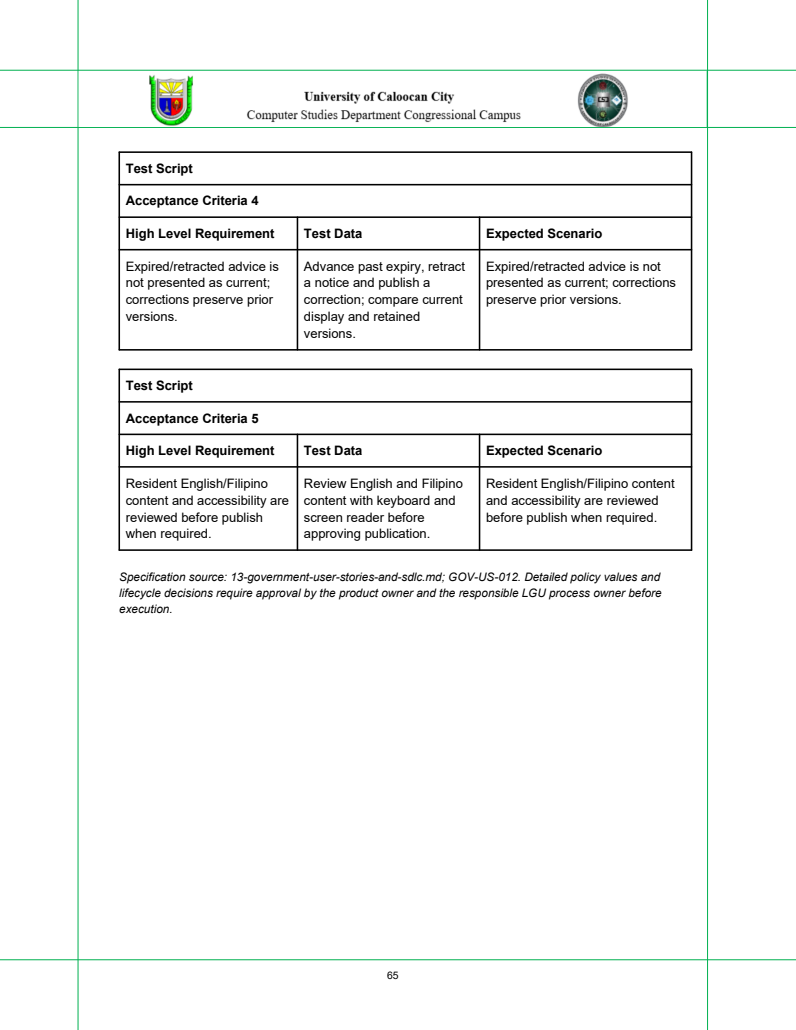 University of Caloocan City
Computer Studies Department Congressional Campus
Test Script
Acceptance Criteria 4
High Level Requirement
Test Data
Expected Scenario
Expired/retracted advice is
not presented as current;
corrections preserve prior
versions.
Advance past expiry, retract
a notice and publish a
correction; compare current
display and retained
versions.
Expired/retracted advice is not
presented as current; corrections
preserve prior versions.
Test Script
Acceptance Criteria 5
High Level Requirement
Test Data
Expected Scenario
Resident English/Filipino
content and accessibility are
reviewed before publish
when required.
Review English and Filipino
content with keyboard and
screen reader before
approving publication.
Resident English/Filipino content
and accessibility are reviewed
before publish when required.
Specification source: 13-government-user-stories-and-sdlc.md; GOV-US-012. Detailed policy values and
lifecycle decisions require approval by the product owner and the responsible LGU process owner before
execution.
65